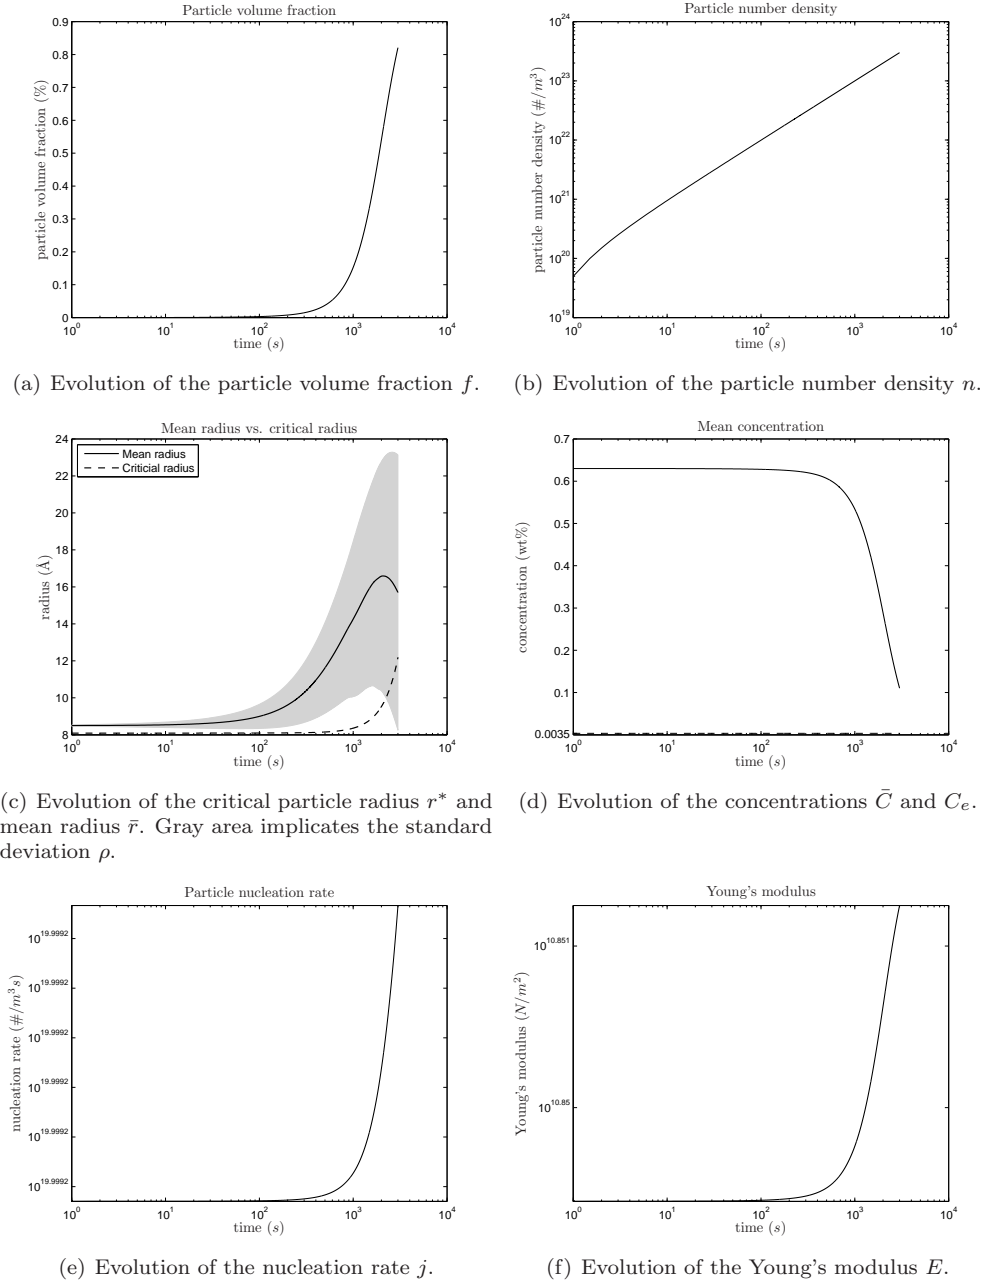 Particle volume fraction
particle volume fraction (%)
0.9
0.8
0.7
0.6
0.5
0.4
0.3
0.2
0.1
0
10^0 10^1 10^2 10^3 10^4
time (s)
(a) Evolution of the particle volume fraction f.
Particle number density
particle number density (#/m^3)
10^24
10^23
10^22
10^21
10^20
10^19
10^0 10^1 10^2 10^3 10^4
time (s)
(b) Evolution of the particle number density n.
Mean radius vs. critical radius
Mean radius
Criticial radius
radius (Å)
24
22
20
18
16
14
12
10
8
10^0 10^1 10^2 10^3 10^4
time (s)
(c) Evolution of the critical particle radius r* and
mean radius r̄. Gray area implicates the standard
deviation ρ.
Mean concentration
concentration (wt%)
0.7
0.6
0.5
0.4
0.3
0.2
0.1
0.0035
10^0 10^1 10^2 10^3 10^4
time (s)
(d) Evolution of the concentrations C̄ and C_e.
Particle nucleation rate
nucleation rate (#/m^3 s)
10^19.9992
10^19.9992
10^19.9992
10^19.9992
10^19.9992
10^19.9992
10^0 10^1 10^2 10^3 10^4
time (s)
(e) Evolution of the nucleation rate j.
Young's modulus
Young's modulus (N/m^2)
10^10.851
10^10.85
10^0 10^1 10^2 10^3 10^4
time (s)
(f) Evolution of the Young's modulus E.